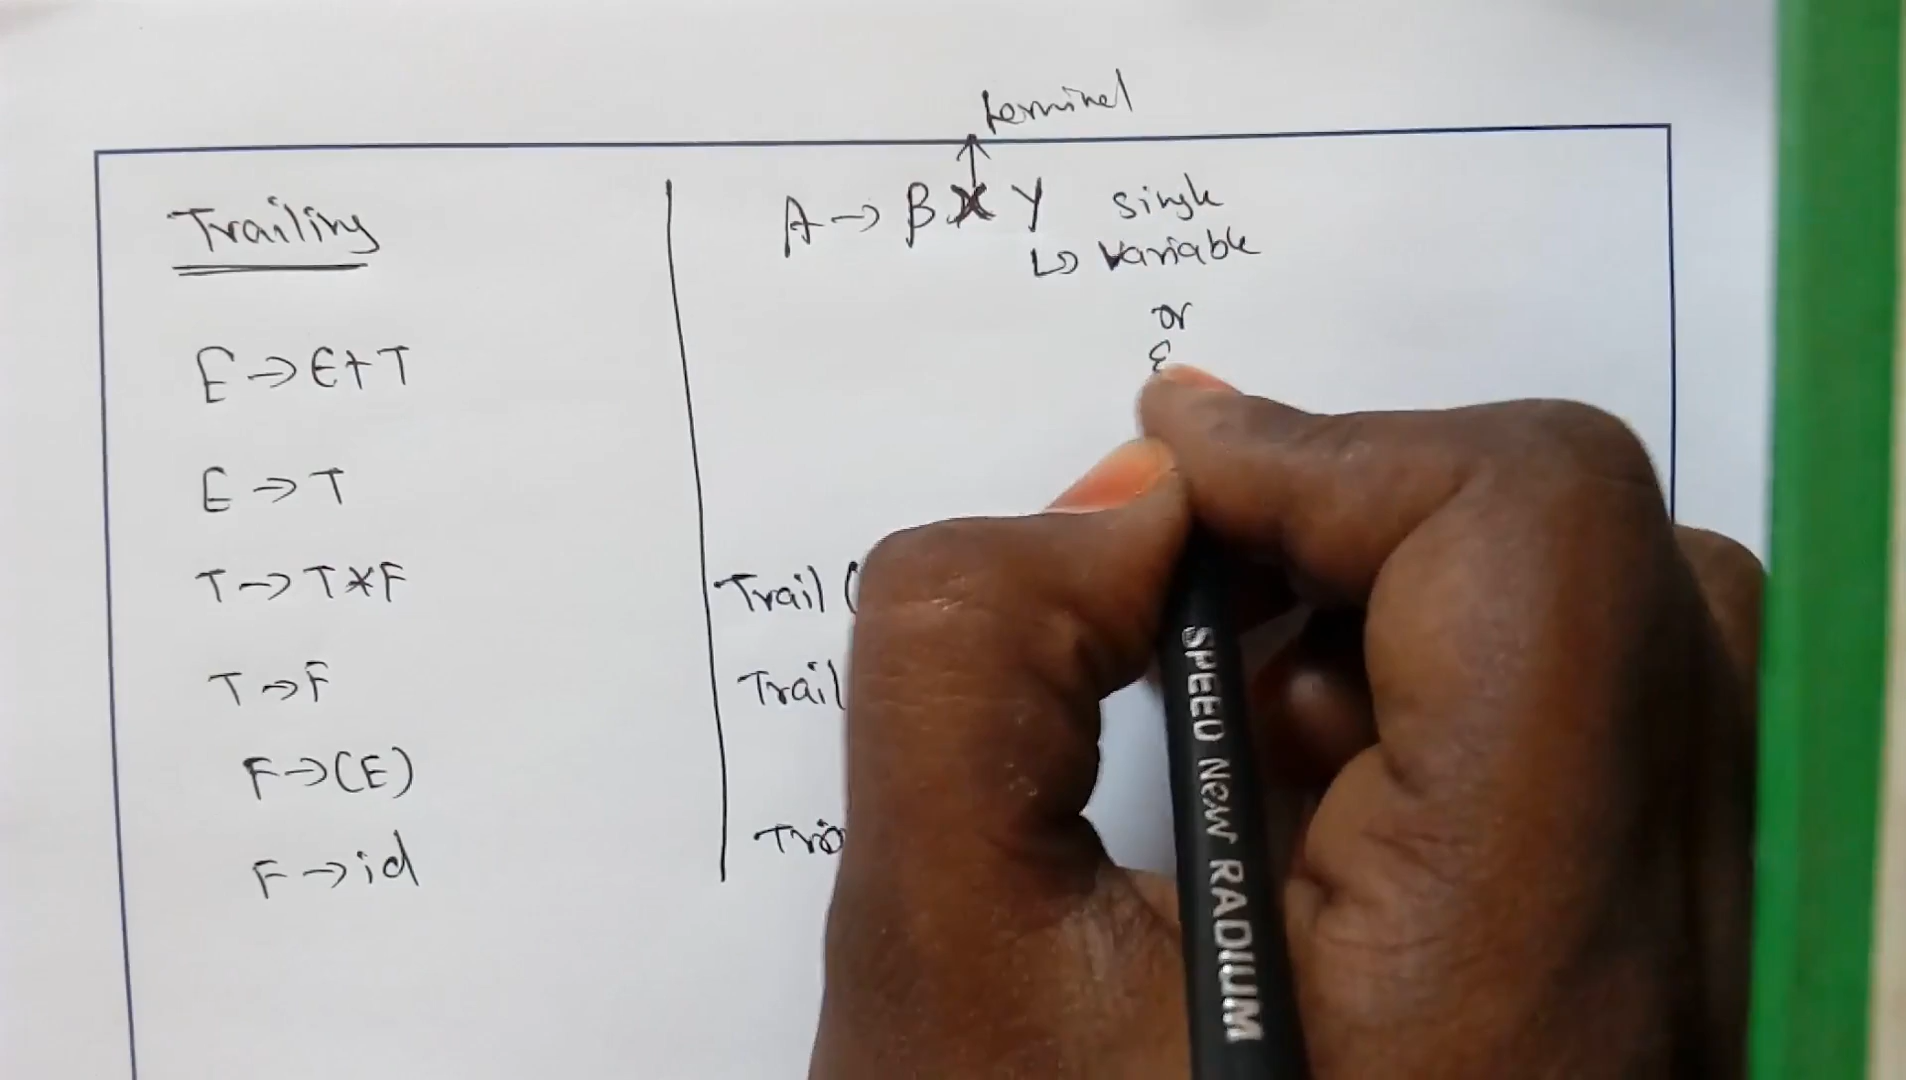 terminal
Trailing
A → β X γ single
↳ variable
or
ε
E → E + T
E → T
T → T * F
Trail (
T → F
Trail
F → (E)
F → id
SPEED NEW RADIUM